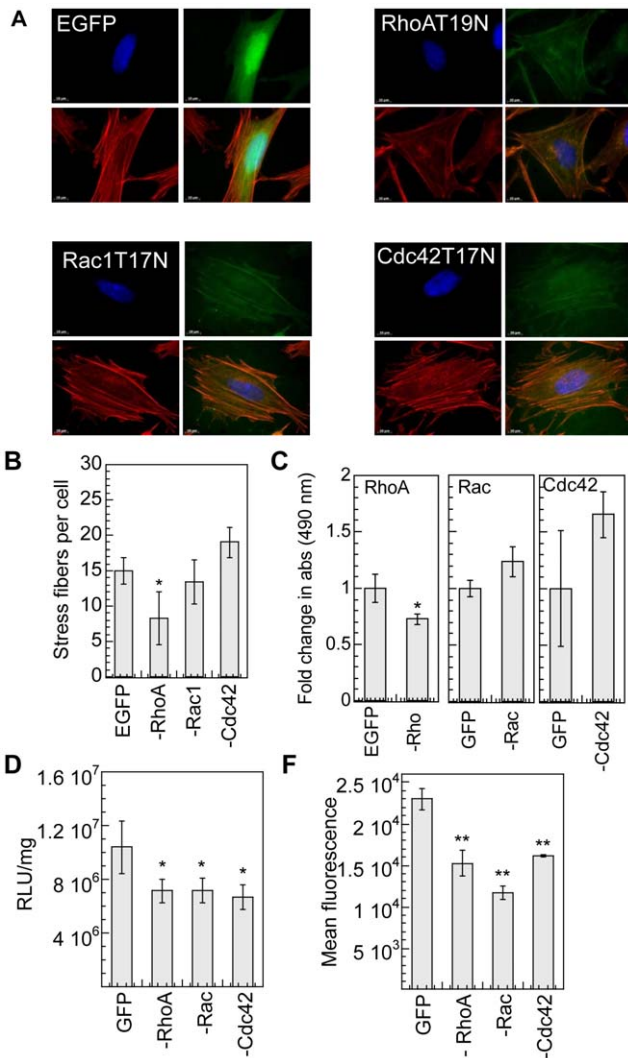 A
EGFP
RhoAT19N
Rac1T17N
Cdc42T17N
B
Stress fibers per cell
30
25
20
15
10
5
0
*
EGFP
-RhoA
-Rac1
-Cdc42
C
Fold change in abs (490 nm)
2
1.5
1
0.5
0
RhoA
Rac
Cdc42
*
EGFP
-Rho
GFP
-Rac
GFP
-Cdc42
D
RLU/mg
1.6 10⁷
1.2 10⁷
8 10⁶
4 10⁶
* * *
GFP
-RhoA
-Rac
-Cdc42
F
Mean fluorescence
2.5 10⁴
2 10⁴
1.5 10⁴
1 10⁴
5 10³
** ** **
GFP
- RhoA
-Rac
-Cdc42